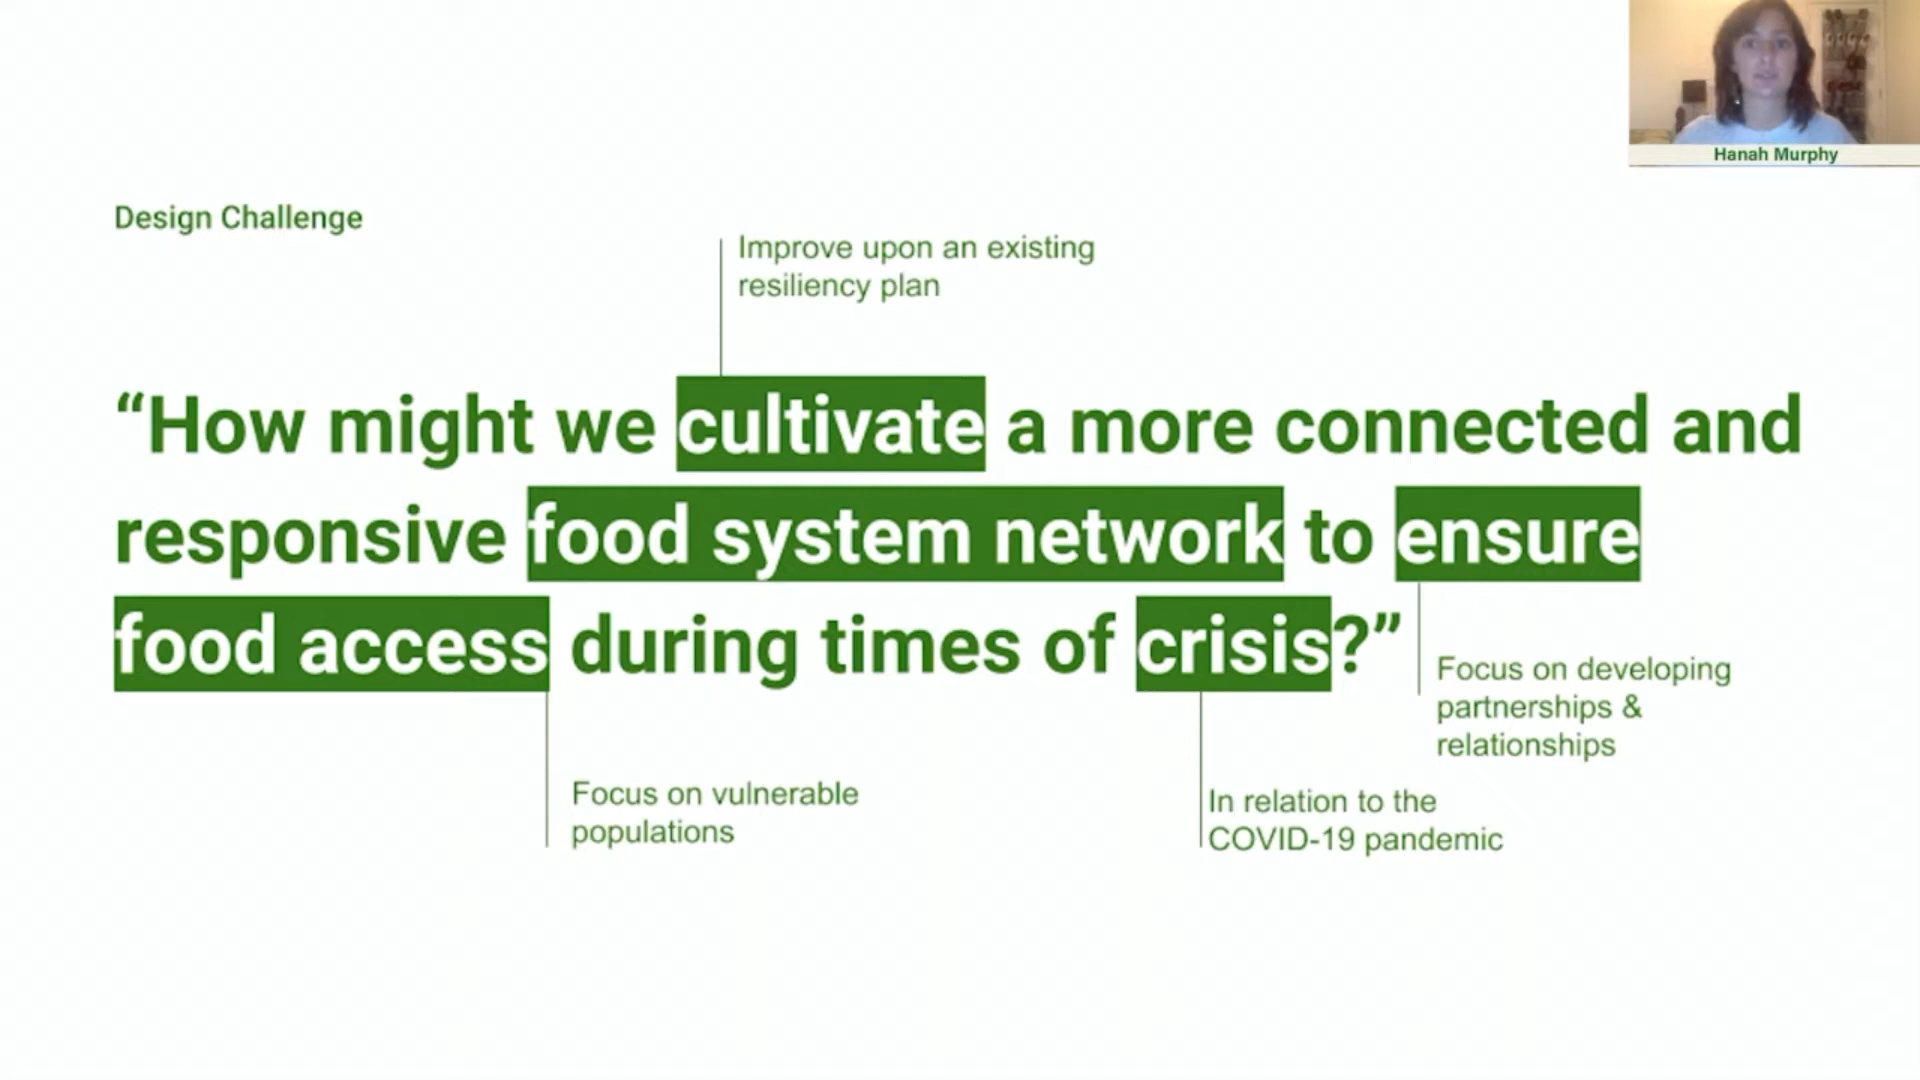 Hanah Murphy
Design Challenge
Improve upon an existing
resiliency plan
“How might we cultivate a more connected and
responsive food system network to ensure
food access during times of crisis?”
Focus on developing
partnerships &
relationships
Focus on vulnerable
populations
In relation to the
COVID-19 pandemic